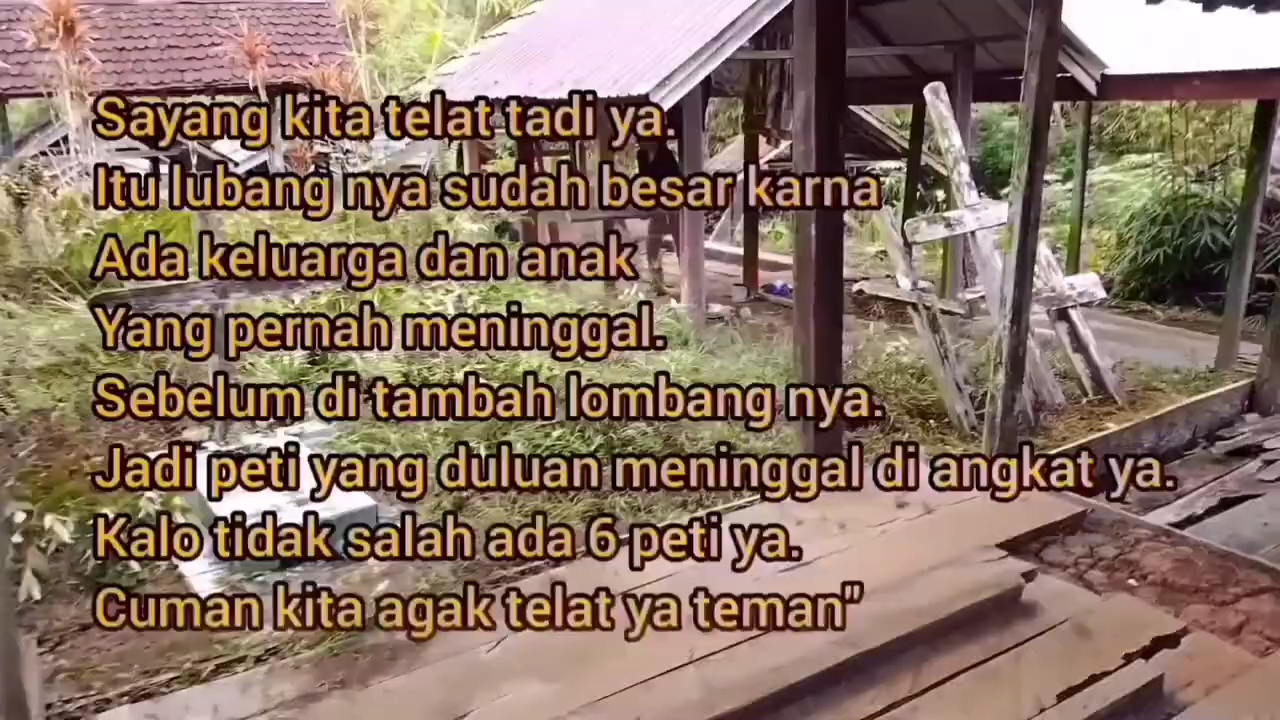 Sayang kita telat tadi ya.
Itu lubang nya sudah besar karna
Ada keluarga dan anak
Yang pernah meninggal.
Sebelum di tambah lombang nya.
Jadi peti yang duluan meninggal di angkat ya.
Kalo tidak salah ada 6 peti ya.
Cuman kita agak telat ya teman"